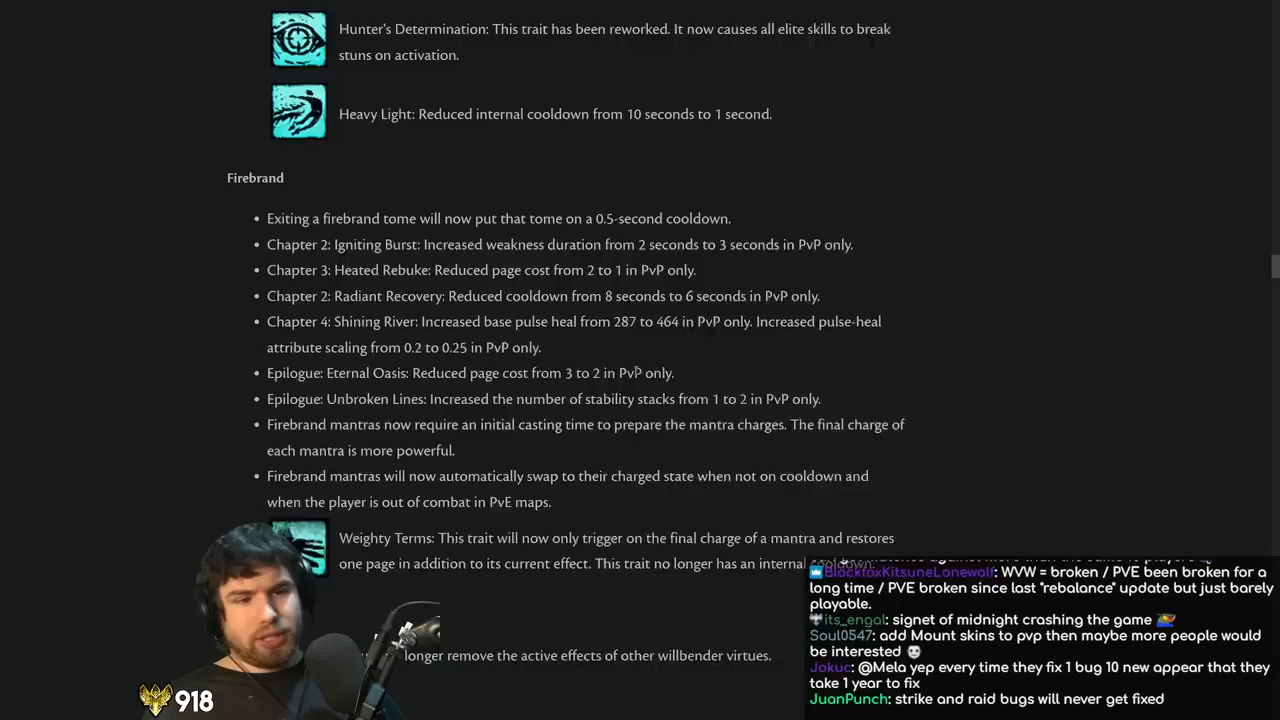 Hunter's Determination: This trait has been reworked. It now causes all elite skills to break
stuns on activation.
Heavy Light: Reduced internal cooldown from 10 seconds to 1 second.
Firebrand
• Exiting a firebrand tome will now put that tome on a 0.5-second cooldown.
• Chapter 2: Igniting Burst: Increased weakness duration from 2 seconds to 3 seconds in PvP only.
• Chapter 3: Heated Rebuke: Reduced page cost from 2 to 1 in PvP only.
• Chapter 2: Radiant Recovery: Reduced cooldown from 8 seconds to 6 seconds in PvP only.
• Chapter 4: Shining River: Increased base pulse heal from 287 to 464 in PvP only. Increased pulse-heal
attribute scaling from 0.2 to 0.25 in PvP only.
• Epilogue: Eternal Oasis: Reduced page cost from 3 to 2 in PvP only.
• Epilogue: Unbroken Lines: Increased the number of stability stacks from 1 to 2 in PvP only.
• Firebrand mantras now require an initial casting time to prepare the mantra charges. The final charge of
each mantra is more powerful.
• Firebrand mantras will now automatically swap to their charged state when not on cooldown and
when the player is out of combat in PvE maps.
Weighty Terms: This trait will now only trigger on the final charge of a mantra and restores
one page in addition to its current effect. This trait no longer has an internal cooldown.
longer remove the active effects of other willbender virtues.
918
BlackfoxKitsuneLonewolf: WVW = broken / PVE been broken for a
long time / PVE broken since last "rebalance" update but just barely
playable.
its_engal: signet of midnight crashing the game
Soul0547: add Mount skins to pvp then maybe more people would
be interested
Jokuc: @Mela yep every time they fix 1 bug 10 new appear that they
take 1 year to fix
JuanPunch: strike and raid bugs will never get fixed